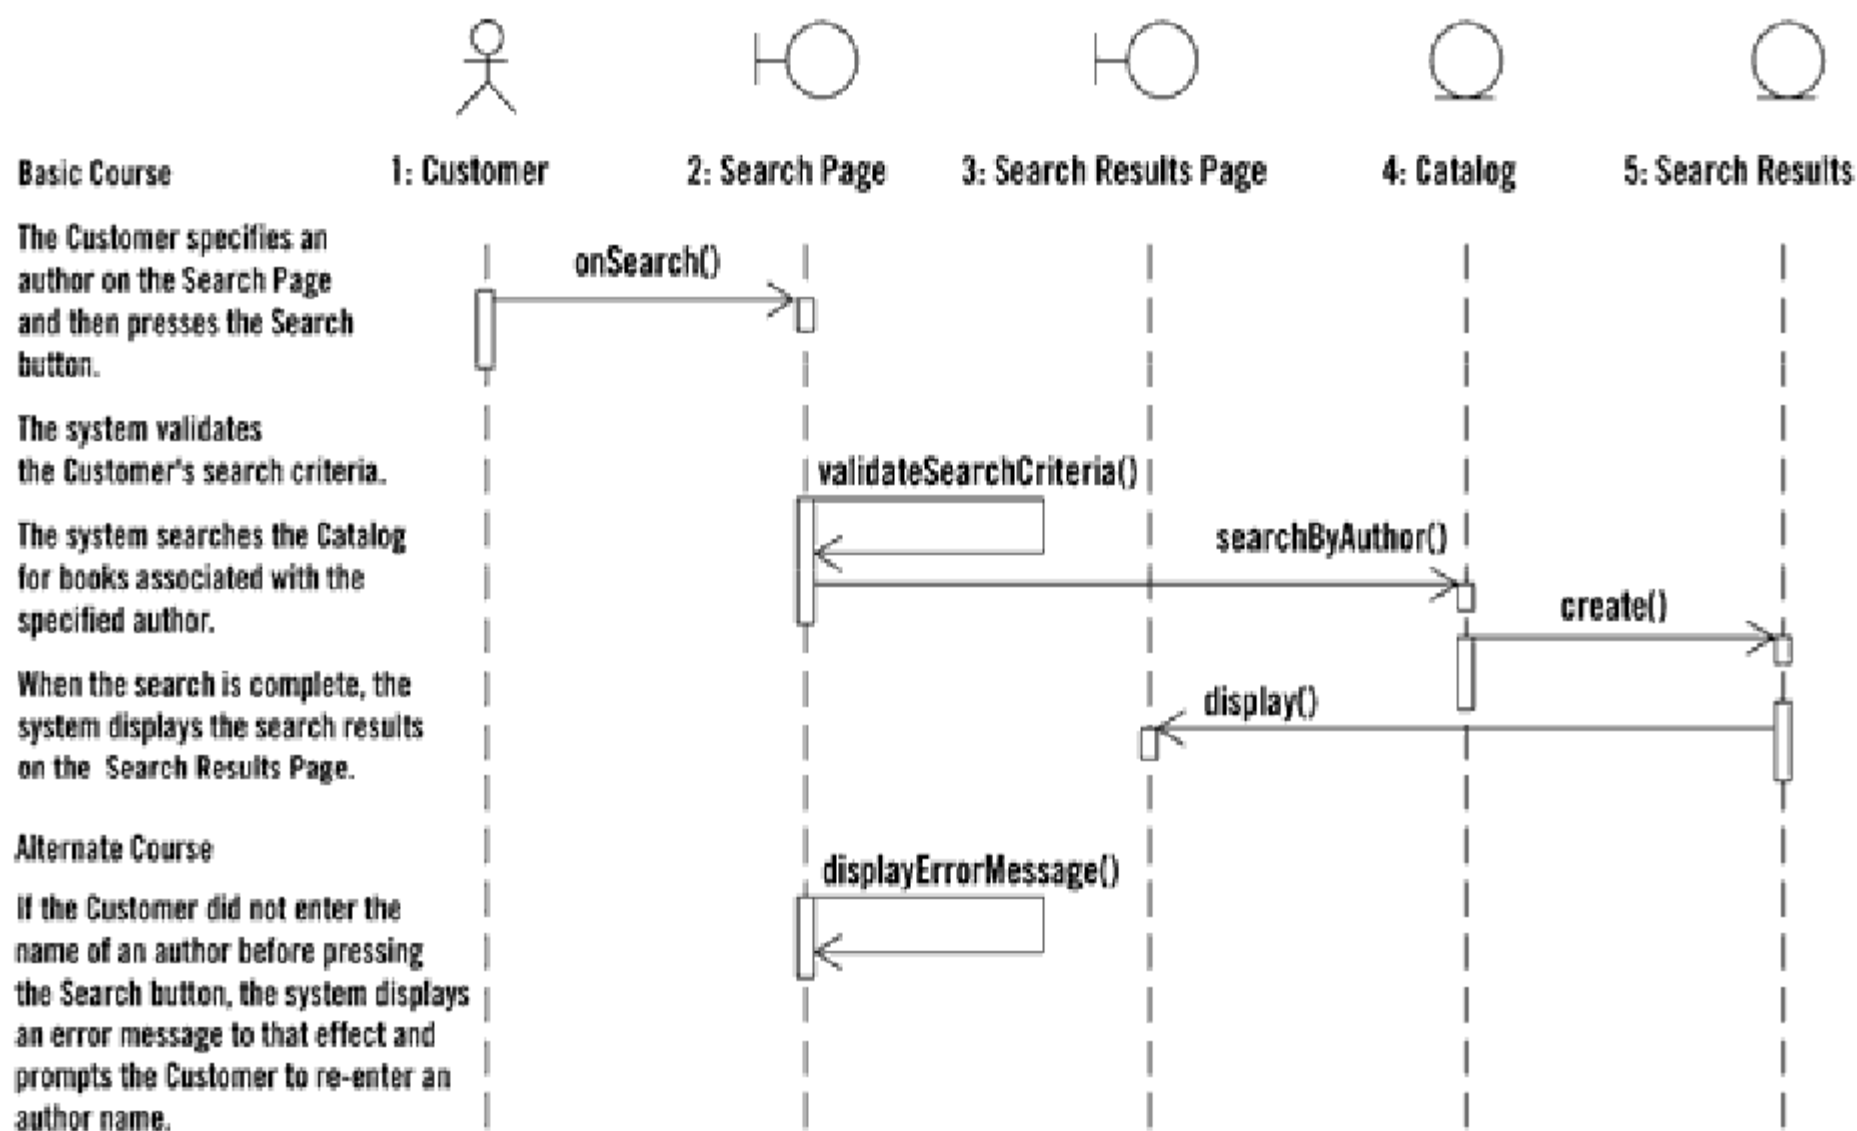 Basic Course
1: Customer
2: Search Page
3: Search Results Page
4: Catalog
5: Search Results
The Customer specifies an
author on the Search Page
and then presses the Search
button.
onSearch()
The system validates
the Customer's search criteria.
validateSearchCriteria()
The system searches the Catalog
for books associated with the
specified author.
searchByAuthor()
create()
When the search is complete, the
system displays the search results
on the Search Results Page.
display()
Alternate Course
If the Customer did not enter the
name of an author before pressing
the Search button, the system displays
an error message to that effect and
prompts the Customer to re-enter an
author name.
displayErrorMessage()